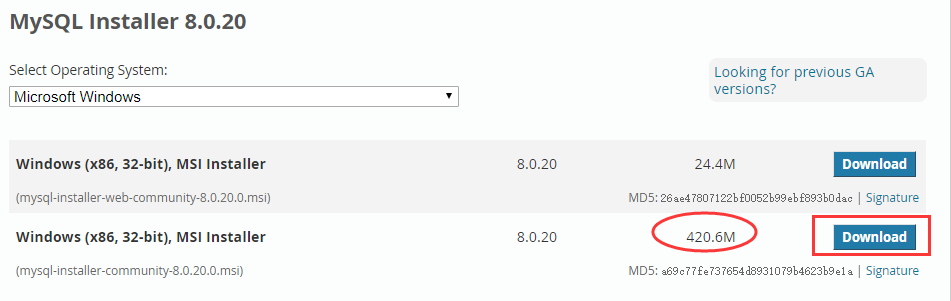 MySQL Installer 8.0.20
Select Operating System:
Looking for previous GA
versions?
Microsoft Windows
Windows (x86, 32-bit), MSI Installer 8.0.20 24.4M Download
(mysql-installer-web-community-8.0.20.0.msi) MD5: 26ae47807122bf0052b99ebf893b0dac | Signature
Windows (x86, 32-bit), MSI Installer 8.0.20 420.6M Download
(mysql-installer-community-8.0.20.0.msi) MD5: a69c77fe737654d8931079b4623b9e1a | Signature